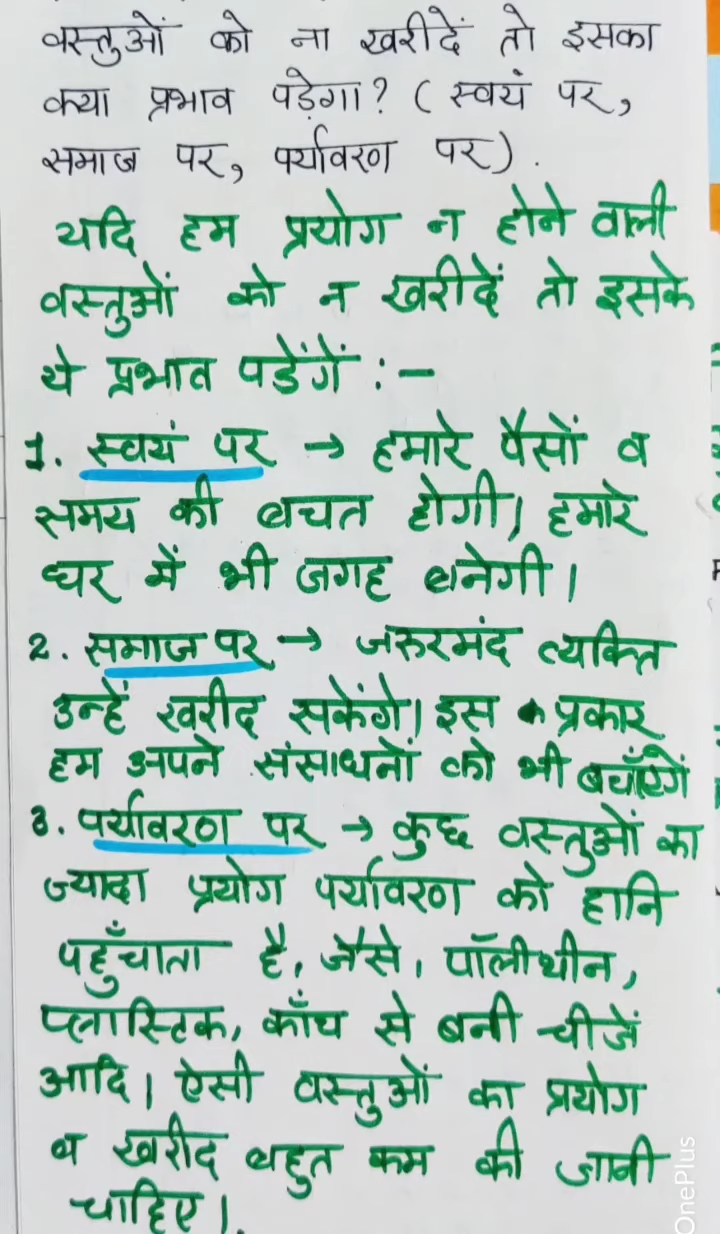 वस्तुओं को ना खरीदें तो इसका
क्या प्रभाव पड़ेगा? (स्वयं पर,
समाज पर, पर्यावरण पर).
यदि हम प्रयोग न होने वाली
वस्तुओं को न खरीदें तो इसके
ये प्रभाव पडेंगें :-
1. स्वयं पर → हमारे पैसों व
समय की बचत होगी। हमारे
घर में भी जगह बनेगी।
2. समाज पर → जरूरमंद व्यक्ति
उन्हें खरीद सकेंगे। इस प्रकार
हम अपने संसाधनों को भी बचाँएगें
3. पर्यावरण पर → कुछ वस्तुओं का
ज्यादा प्रयोग पर्यावरण को हानि
पहुँचाता है, जैसे, पॉलीथीन,
प्लास्टिक, काँच से बनी चीजें
आदि। ऐसी वस्तुओं का प्रयोग
व खरीद बहुत कम की जानी
चाहिए।
OnePlus